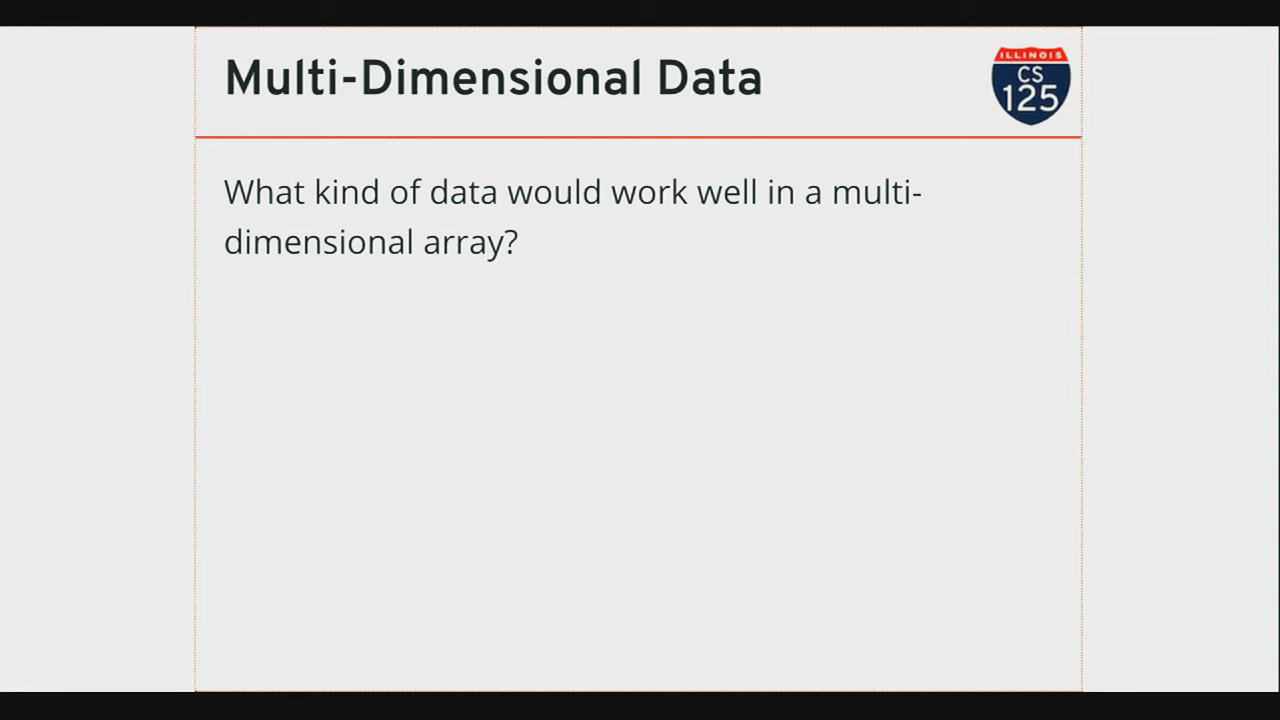 Multi-Dimensional Data
ILLINOIS
CS
125
What kind of data would work well in a multi-
dimensional array?